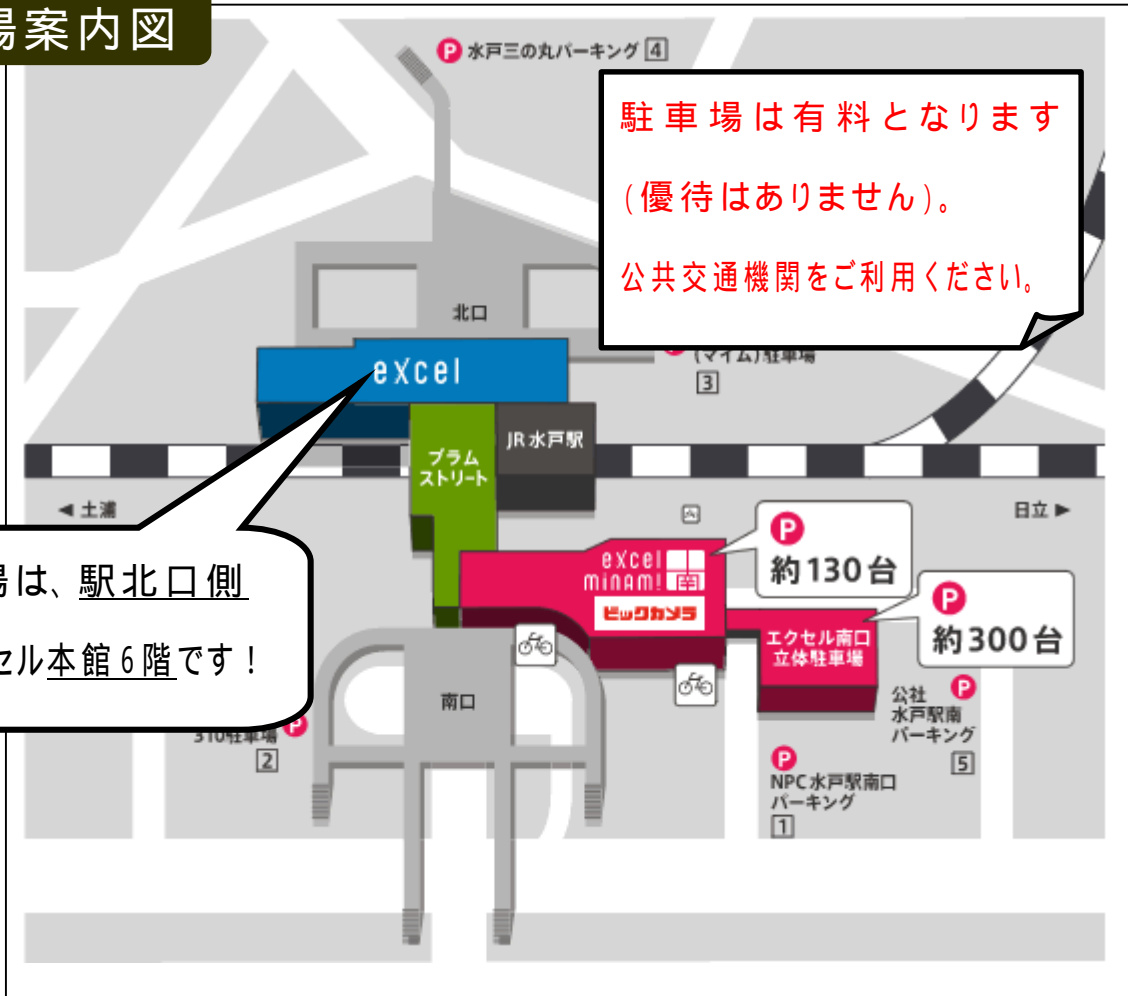 場案内図
P 水戸三の丸パーキング 4
駐車場は有料となります
(優待はありません)。
公共交通機関をご利用ください。
北口
(マイム)駐車場
3
excel
プラム
ストリート
JR水戸駅
◀ 土浦
日立 ▶
P
約130台
excel
minami 南
ビックカメラ
P
約300台
エクセル南口
立体駐車場
場は、駅北口側
セル本館6階です!
南口
310駐車場 P
2
公社 P
水戸駅南
パーキング
5
P
NPC水戸駅南口
パーキング
1